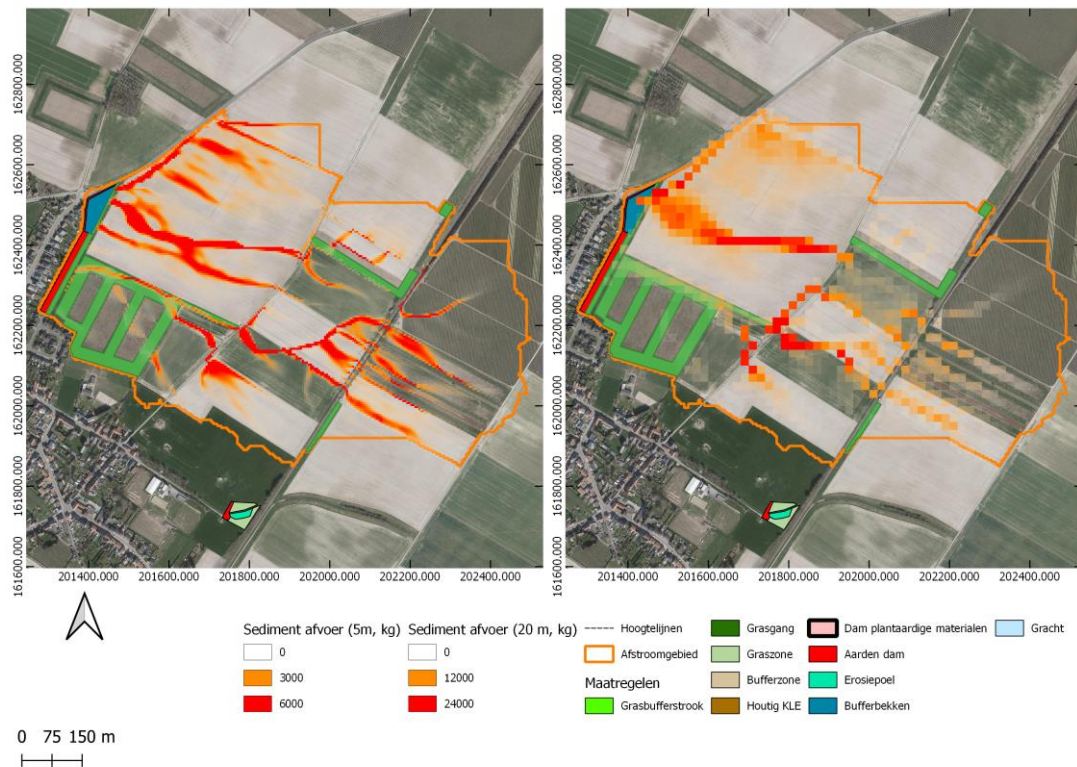 162800.000
162600.000
162400.000
162200.000
162000.000
161800.000
161600.000
201400.000 201600.000 201800.000 202000.000 202200.000 202400.000
162800.000
162600.000
162400.000
162200.000
162000.000
161800.000
161600.000
201400.000 201600.000 201800.000 202000.000 202200.000 202400.000
Sediment afvoer (5m, kg)
0
3000
6000
Sediment afvoer (20 m, kg)
0
12000
24000
Hoogtelijnen
Afstroomgebied
Maatregelen
Grasbufferstrook
Grasgang
Graszone
Bufferzone
Houtig KLE
Dam plantaardige materialen
Aarden dam
Erosiepoel
Bufferbekken
Gracht
0 75 150 m